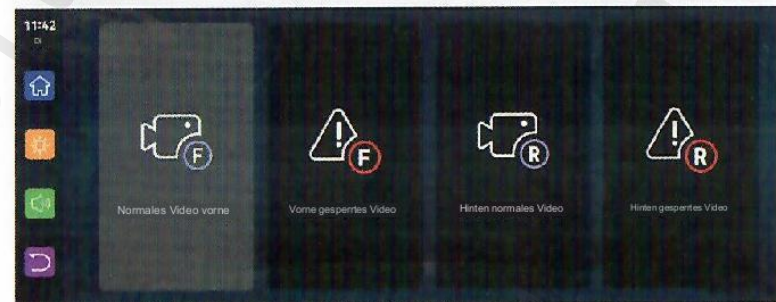 11:42
Di
F
Normales Video vorne
F
Vorne gesperrtes Video
R
Hinten normales Video
R
Hinten gesperrtes Video